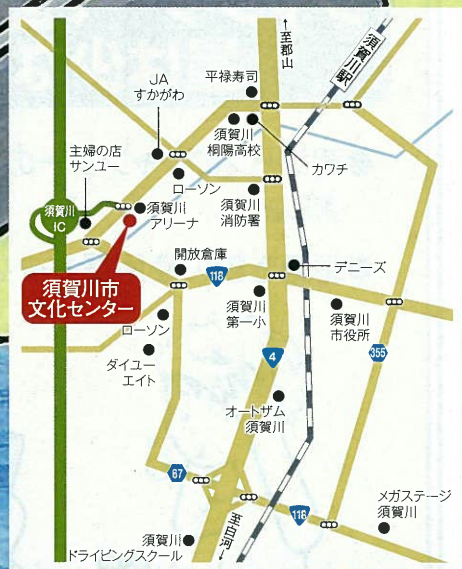 ←至郡山
須賀川駅
平禄寿司
JA
すかがわ
須賀川
桐陽高校
カワチ
主婦の店
サンユー
ローソン
須賀川
消防署
須賀川
IC
須賀川
アリーナ
須賀川市
文化センター
開放倉庫
118
デニーズ
須賀川
第一小
須賀川
市役所
ローソン
ダイユー
エイト
4
355
オートザム
須賀川
67
118
メガステージ
須賀川
至白河→
須賀川
ドライビングスクール